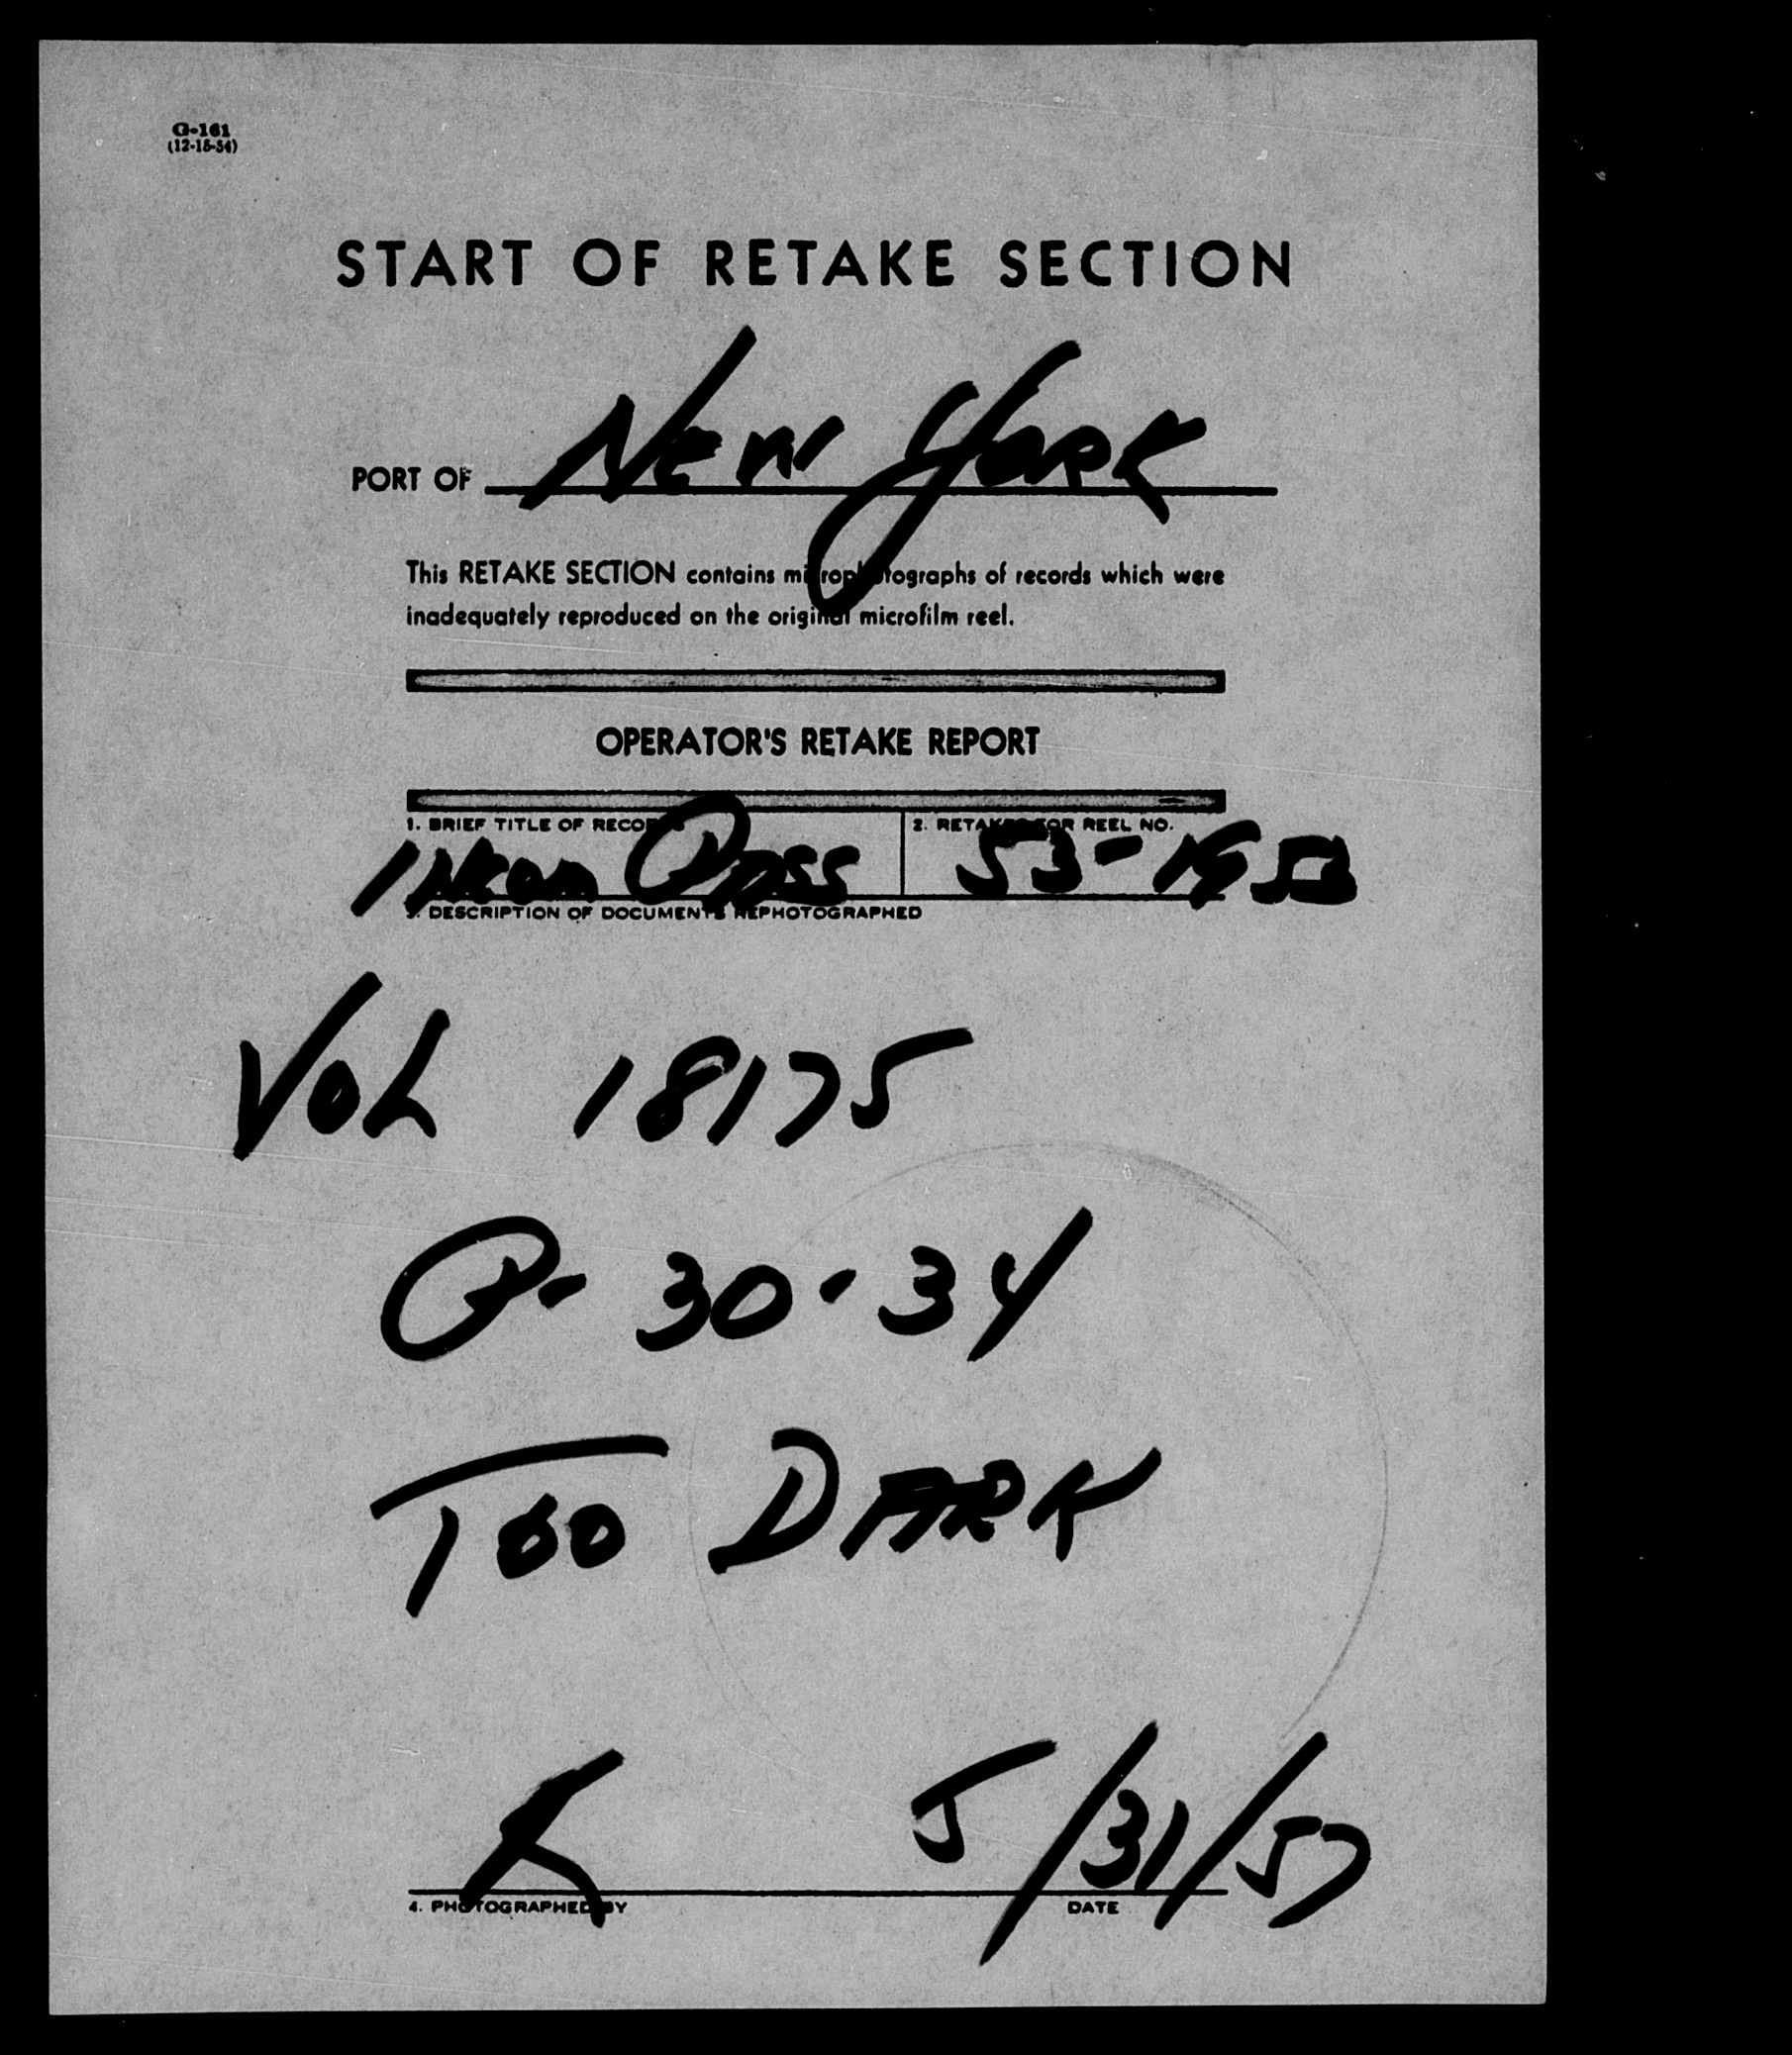 G-161
(12-15-54)
START OF RETAKE SECTION
PORT OF New York
This RETAKE SECTION contains microphotographs of records which were
inadequately reproduced on the original microfilm reel.
OPERATOR'S RETAKE REPORT
1. BRIEF TITLE OF RECORDS 2. RETAKES FOR REEL NO.
Pass 53-1953
3. DESCRIPTION OF DOCUMENTS REPHOTOGRAPHED
Vol 18175
P- 30-34
Too DARK
K 5/31/57
4. PHOTOGRAPHED BY DATE